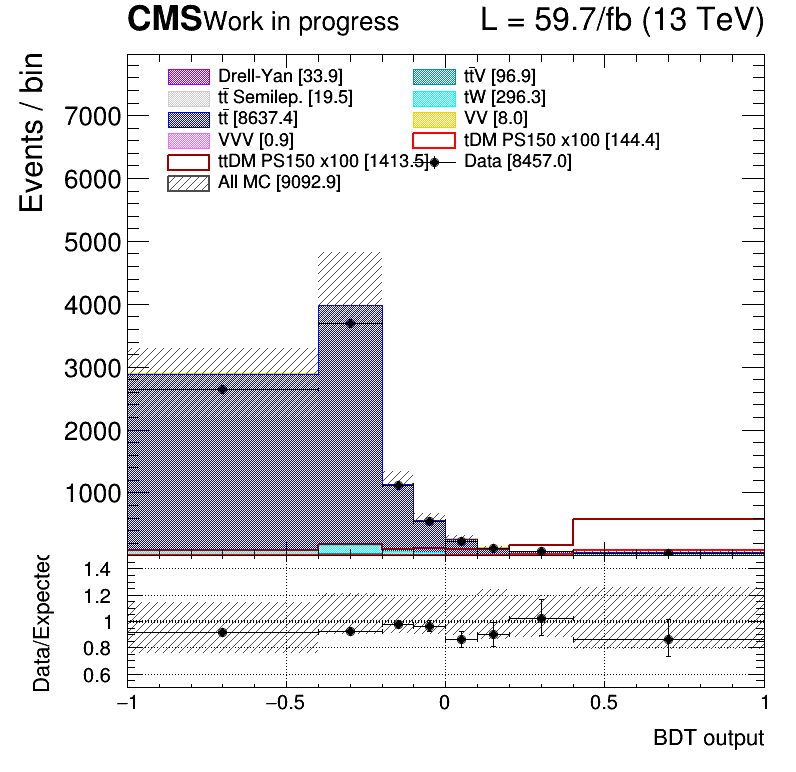 CMS Work in progress L = 59.7/fb (13 TeV)
Events / bin
Drell-Yan [33.9] tt̄V [96.9]
tt̄ Semilep. [19.5] tW [296.3]
tt̄ [8637.4] VV [8.0]
VVV [0.9] tDM PS150 x100 [144.4]
ttDM PS150 x100 [1413.5] Data [8457.0]
All MC [9092.9]
7000
6000
5000
4000
3000
2000
1000
Data/Expected
1.4
1.2
1
0.8
0.6
−1 −0.5 0 0.5 1
BDT output